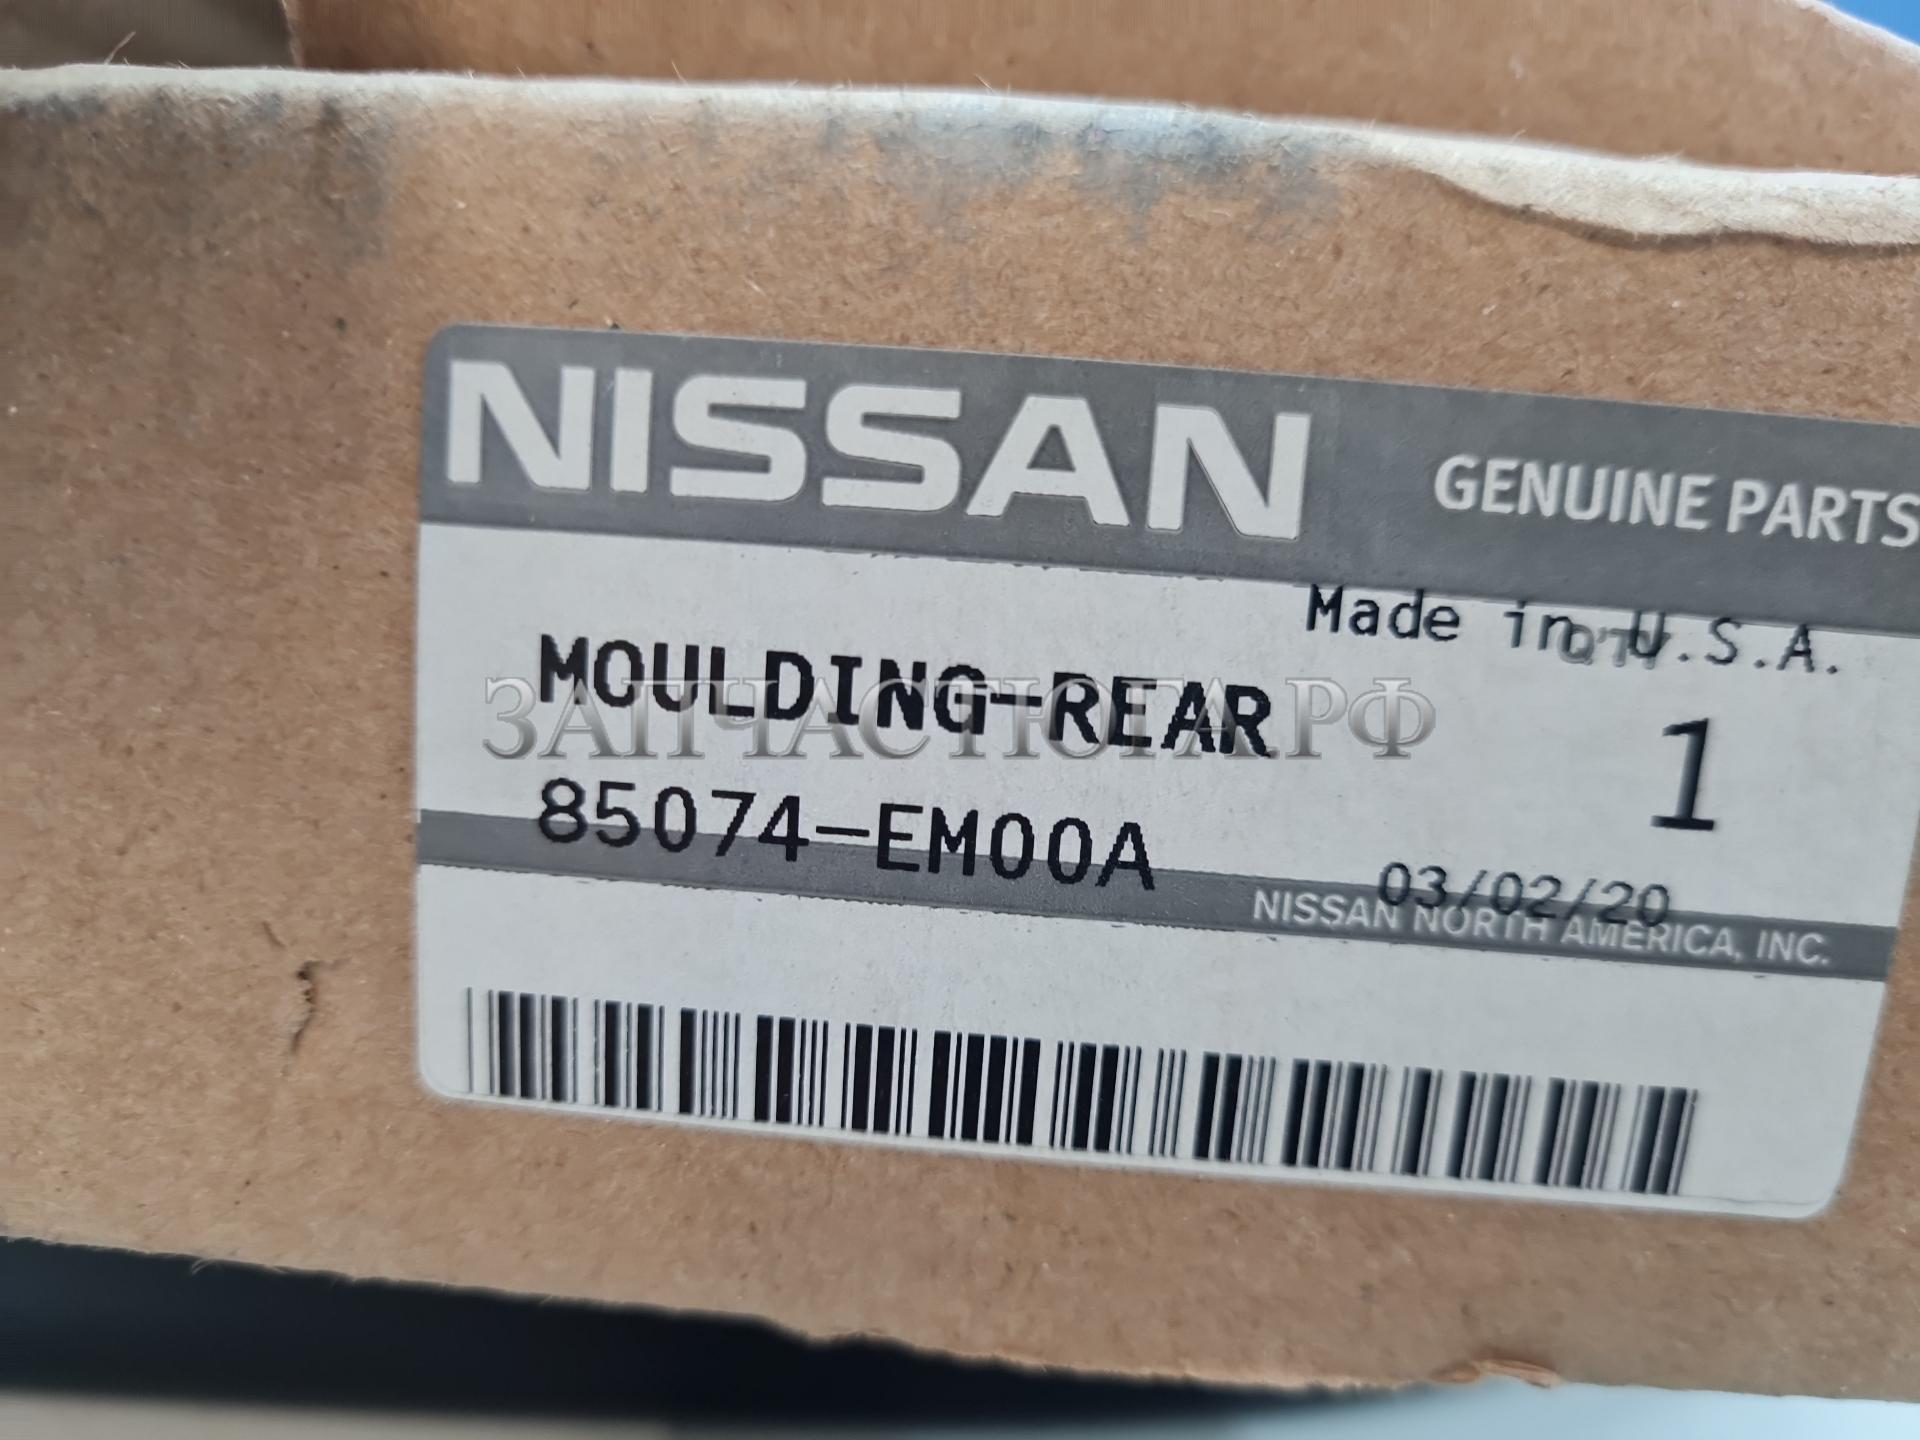 NISSAN
GENUINE PARTS
Made in U.S.A.
Q'TY
MOULDING-REAR
ЗАПЧАСТЮГА.РФ
1
85074-EM00A
03/02/20
NISSAN NORTH AMERICA, INC.